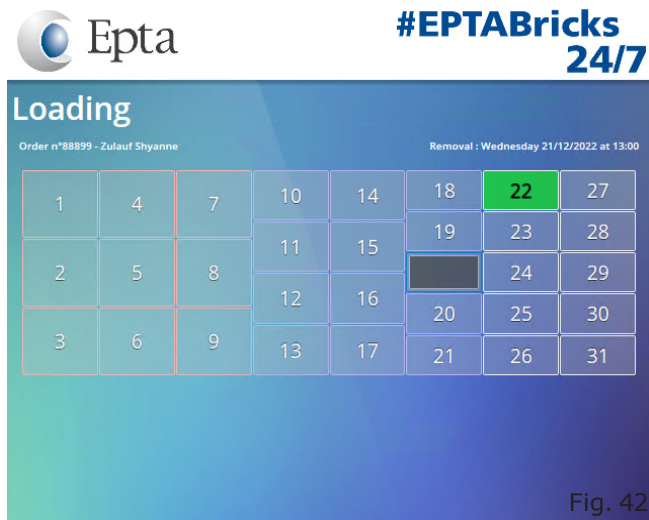 Epta
#EPTABricks
24/7
Loading
Order n°88899 - Zulauf Shyanne
Removal : Wednesday 21/12/2022 at 13:00
1 4 7 10 14 18 22 27
2 5 8 11 15 19 23 28
3 6 9 12 16 20 24 29
13 17 21 25 30
26 31
Fig. 42